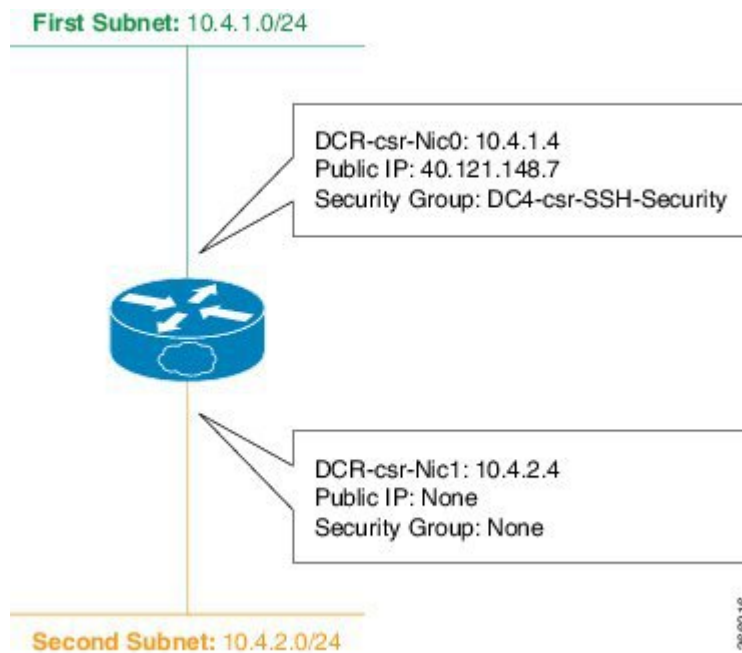 First Subnet: 10.4.1.0/24
DCR-csr-Nic0: 10.4.1.4
Public IP: 40.121.148.7
Security Group: DC4-csr-SSH-Security
DCR-csr-Nic1: 10.4.2.4
Public IP: None
Security Group: None
Second Subnet: 10.4.2.0/24